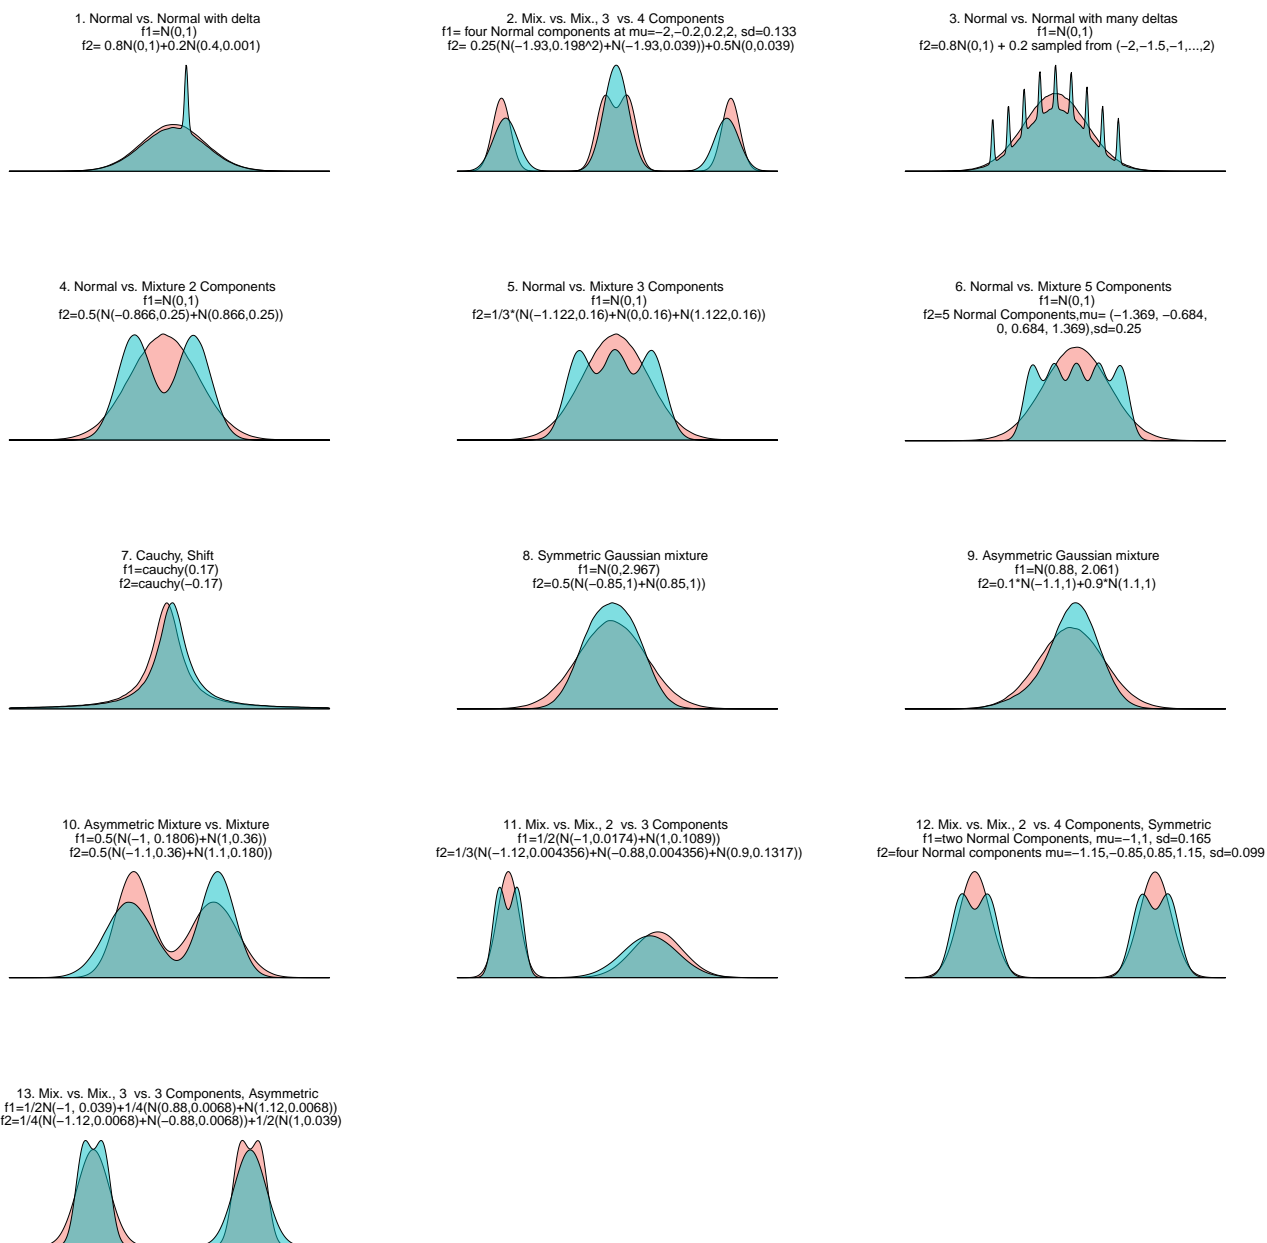 1. Normal vs. Normal with delta
f1=N(0,1)
f2= 0.8N(0,1)+0.2N(0.4,0.001)
2. Mix. vs. Mix., 3  vs. 4 Components
f1= four Normal components at mu=−2,−0.2,0.2,2, sd=0.133
f2= 0.25(N(−1.93,0.198^2)+N(−1.93,0.039))+0.5N(0,0.039)
3. Normal vs. Normal with many deltas
f1=N(0,1)
f2=0.8N(0,1) + 0.2 sampled from (−2,−1.5,−1,...,2)
4. Normal vs. Mixture 2 Components
f1=N(0,1)
f2=0.5(N(−0.866,0.25)+N(0.866,0.25))
5. Normal vs. Mixture 3 Components
f1=N(0,1)
f2=1/3*(N(−1.122,0.16)+N(0,0.16)+N(1.122,0.16))
6. Normal vs. Mixture 5 Components
f1=N(0,1)
f2=5 Normal Components,mu= (−1.369, −0.684,
0, 0.684, 1.369),sd=0.25
7. Cauchy, Shift
f1=cauchy(0.17)
f2=cauchy(−0.17)
8. Symmetric Gaussian mixture
f1=N(0,2.967)
f2=0.5(N(−0.85,1)+N(0.85,1))
9. Asymmetric Gaussian mixture
f1=N(0.88, 2.061)
f2=0.1*N(−1.1,1)+0.9*N(1.1,1)
10. Asymmetric Mixture vs. Mixture
f1=0.5(N(−1, 0.1806)+N(1,0.36))
f2=0.5(N(−1.1,0.36)+N(1.1,0.180))
11. Mix. vs. Mix., 2  vs. 3 Components
f1=1/2(N(−1,0.0174)+N(1,0.1089))
f2=1/3(N(−1.12,0.004356)+N(−0.88,0.004356)+N(0.9,0.1317))
12. Mix. vs. Mix., 2  vs. 4 Components, Symmetric
f1=two Normal Components, mu=−1,1, sd=0.165
f2=four Normal components mu=−1.15,−0.85,0.85,1.15, sd=0.099
13. Mix. vs. Mix., 3  vs. 3 Components, Asymmetric
f1=1/2N(−1, 0.039)+1/4(N(0.88,0.0068)+N(1.12,0.0068))
f2=1/4(N(−1.12,0.0068)+N(−0.88,0.0068))+1/2(N(1,0.039)